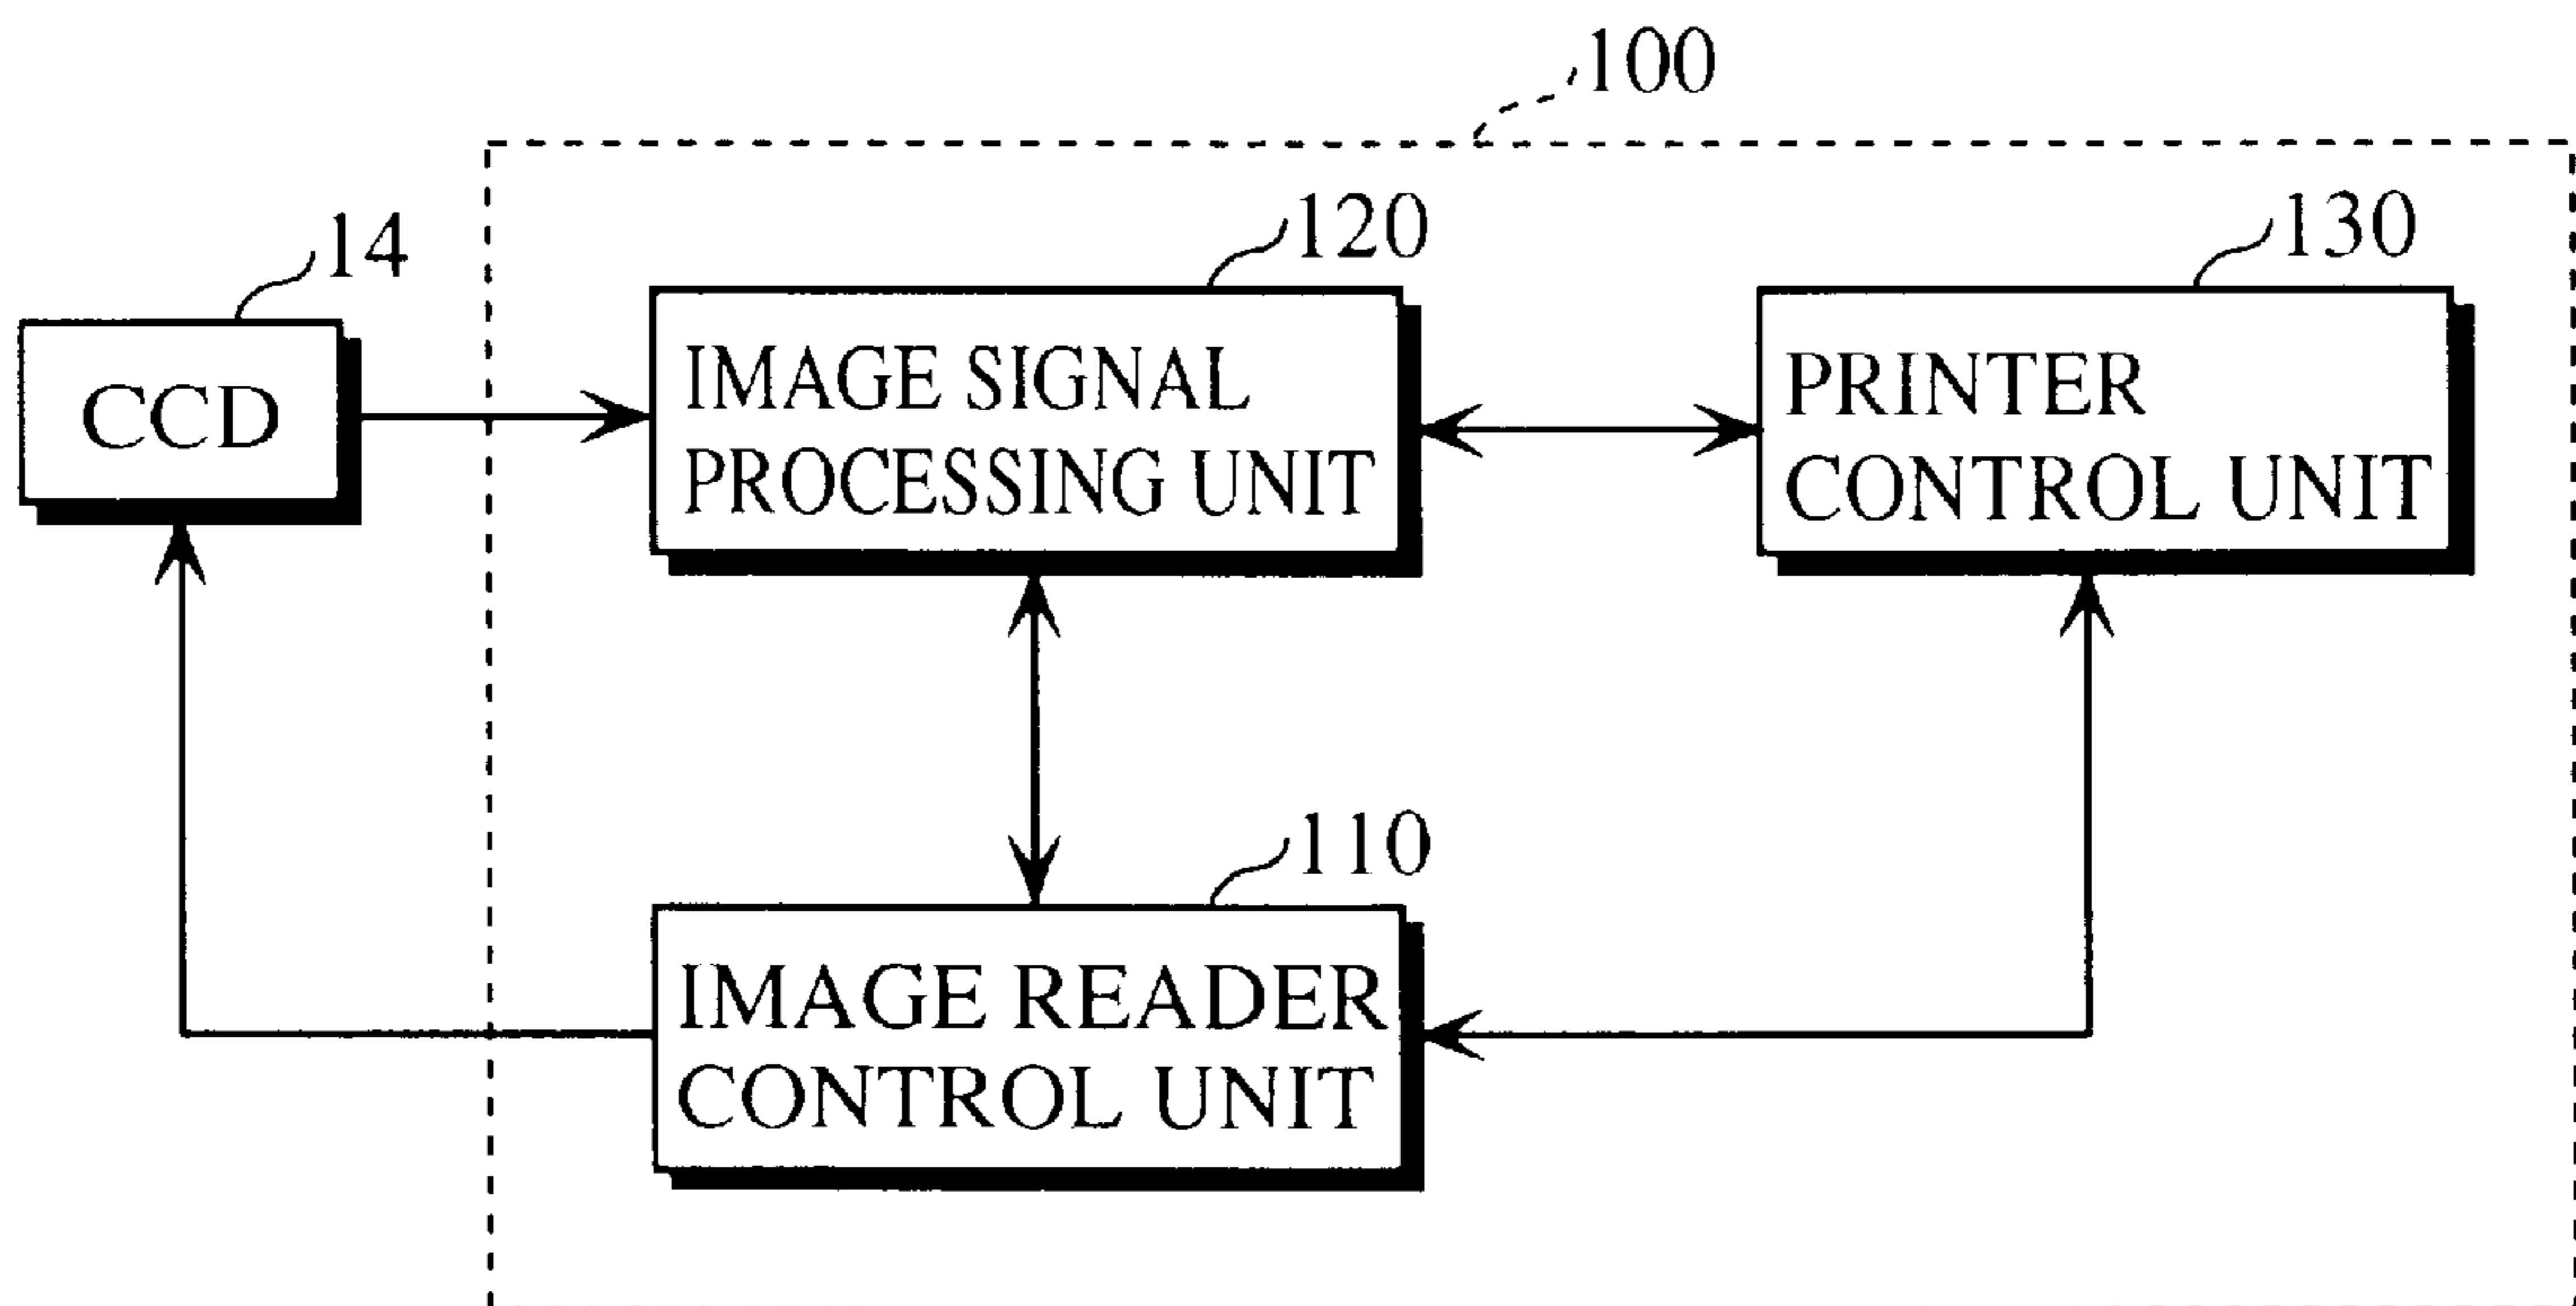 100
14
120
130
CCD
IMAGE SIGNAL
PROCESSING UNIT
PRINTER
CONTROL UNIT
110
IMAGE READER
CONTROL UNIT